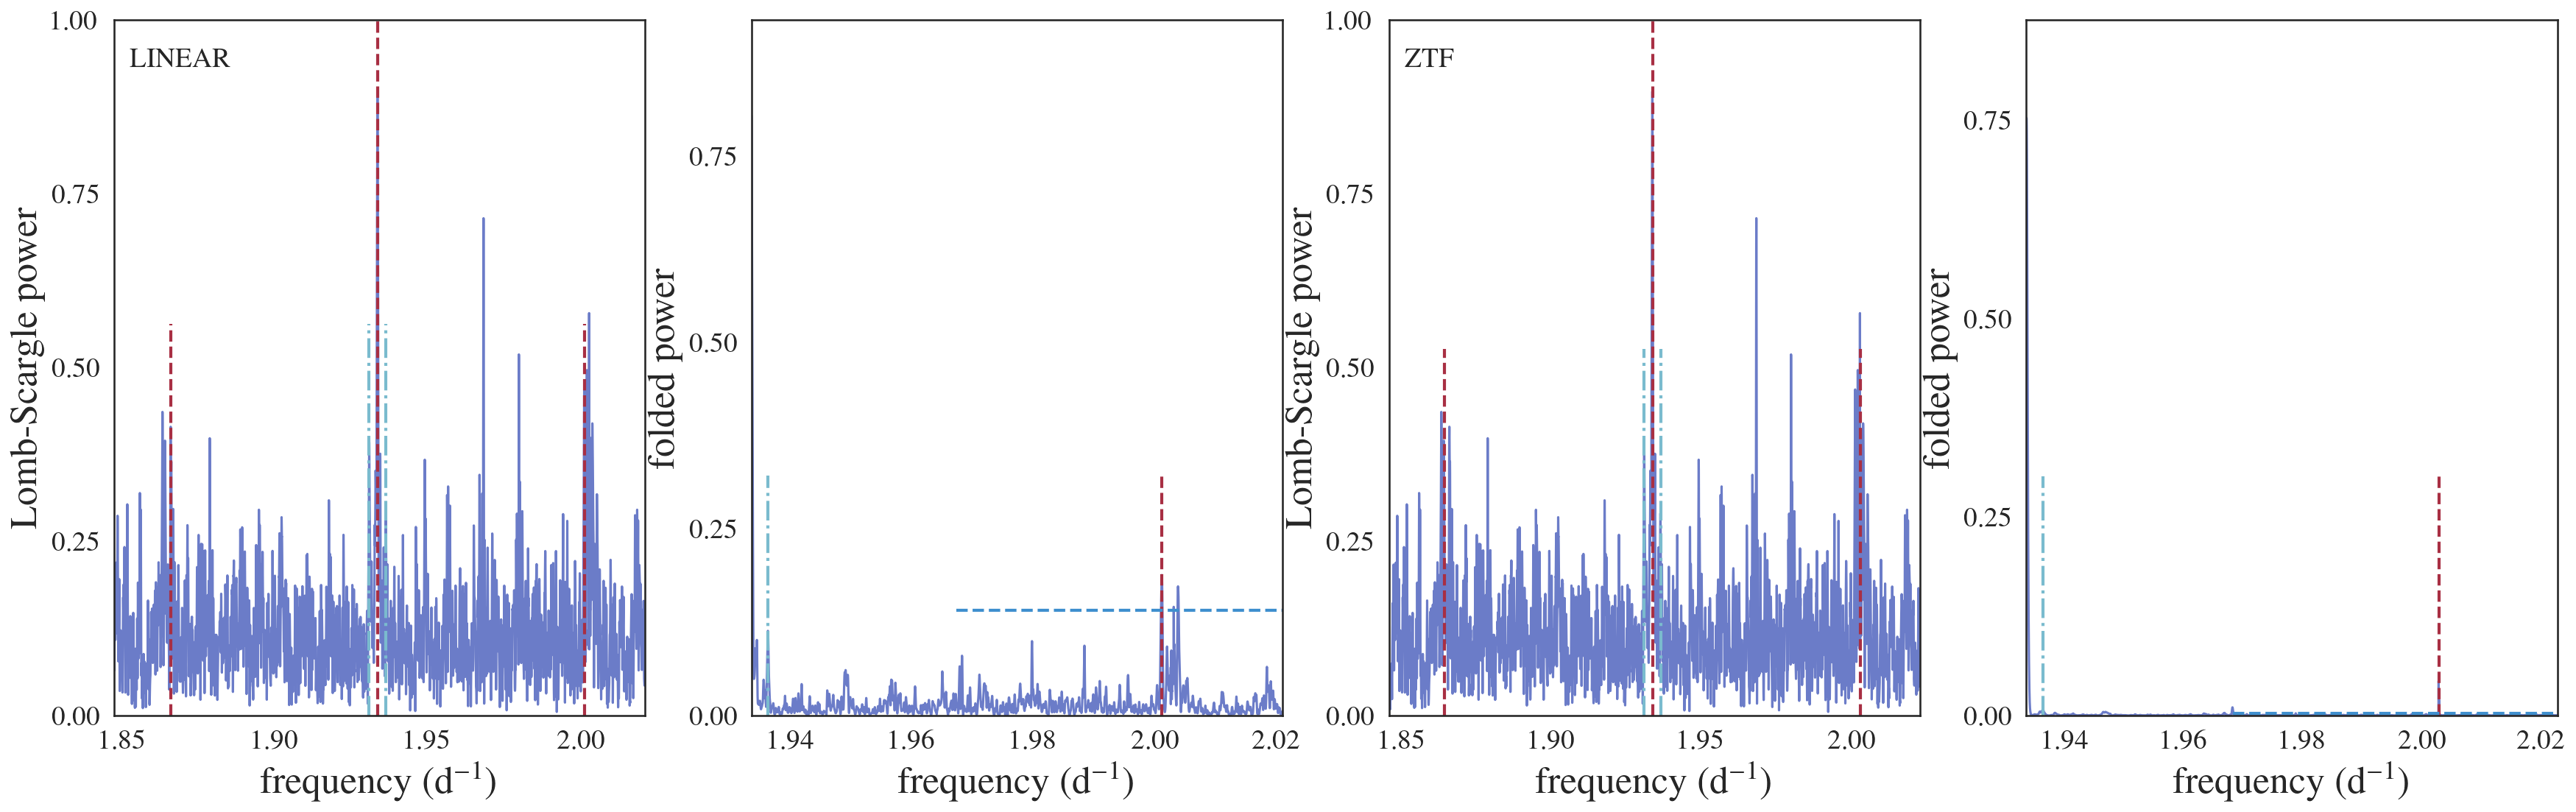 LINEAR
Lomb-Scargle power
1.00
0.75
0.50
0.25
0.00
1.85 1.90 1.95 2.00
frequency (d⁻¹)
folded power
0.75
0.50
0.25
0.00
1.94 1.96 1.98 2.00 2.02
frequency (d⁻¹)
ZTF
Lomb-Scargle power
1.00
0.75
0.50
0.25
0.00
1.85 1.90 1.95 2.00
frequency (d⁻¹)
folded power
0.75
0.50
0.25
0.00
1.94 1.96 1.98 2.00 2.02
frequency (d⁻¹)